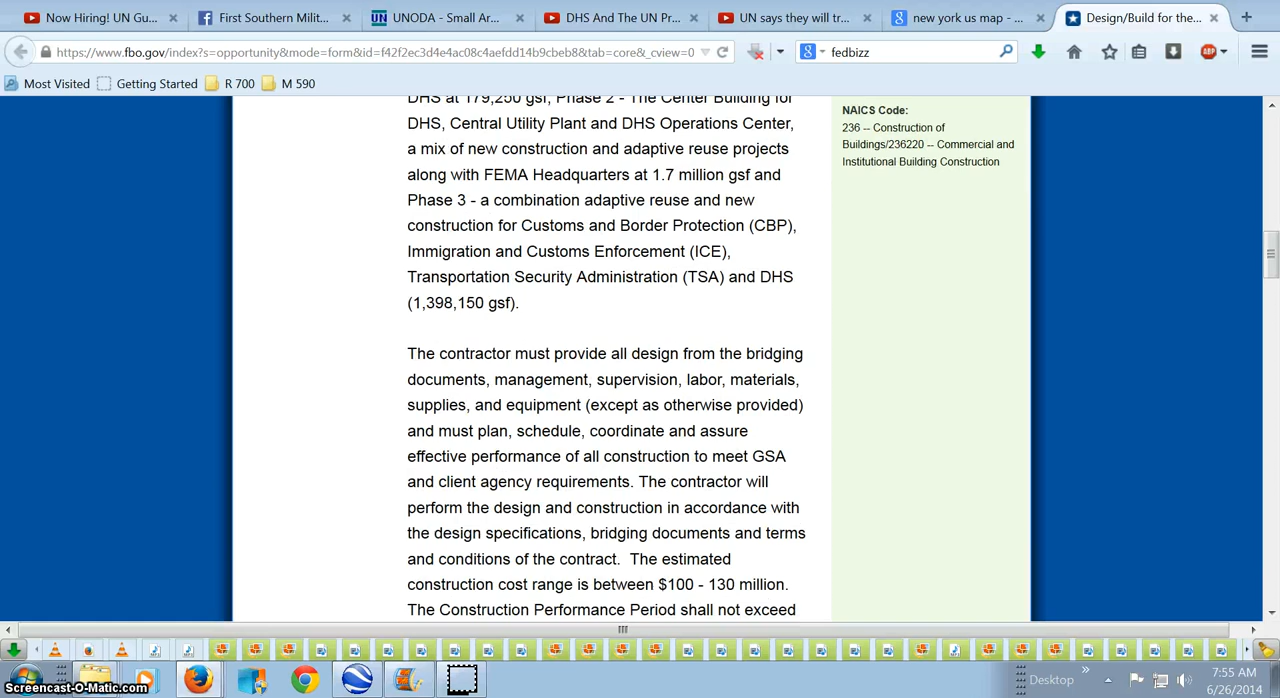 Now Hiring! UN Gu...
First Southern Milit...
UNODA - Small Ar...
DHS And The UN Pr...
UN says they will tr...
new york us map - ...
Design/Build for the...
https://www.fbo.gov/index?s=opportunity&mode=form&id=f42f2ec3d4e4ac08c4aefdd14b9cbeb8&tab=core&_cview=0
fedbizz
Most Visited
Getting Started
R 700
M 590
DHS at 179,250 gsf, Phase 2 - The Center Building for
DHS, Central Utility Plant and DHS Operations Center,
a mix of new construction and adaptive reuse projects
along with FEMA Headquarters at 1.7 million gsf and
Phase 3 - a combination adaptive reuse and new
construction for Customs and Border Protection (CBP),
Immigration and Customs Enforcement (ICE),
Transportation Security Administration (TSA) and DHS
(1,398,150 gsf).
The contractor must provide all design from the bridging
documents, management, supervision, labor, materials,
supplies, and equipment (except as otherwise provided)
and must plan, schedule, coordinate and assure
effective performance of all construction to meet GSA
and client agency requirements. The contractor will
perform the design and construction in accordance with
the design specifications, bridging documents and terms
and conditions of the contract.  The estimated
construction cost range is between $100 - 130 million.
The Construction Performance Period shall not exceed
NAICS Code:
236 -- Construction of
Buildings/236220 -- Commercial and
Institutional Building Construction
Desktop
7:55 AM
6/26/2014
Screencast-O-Matic.com